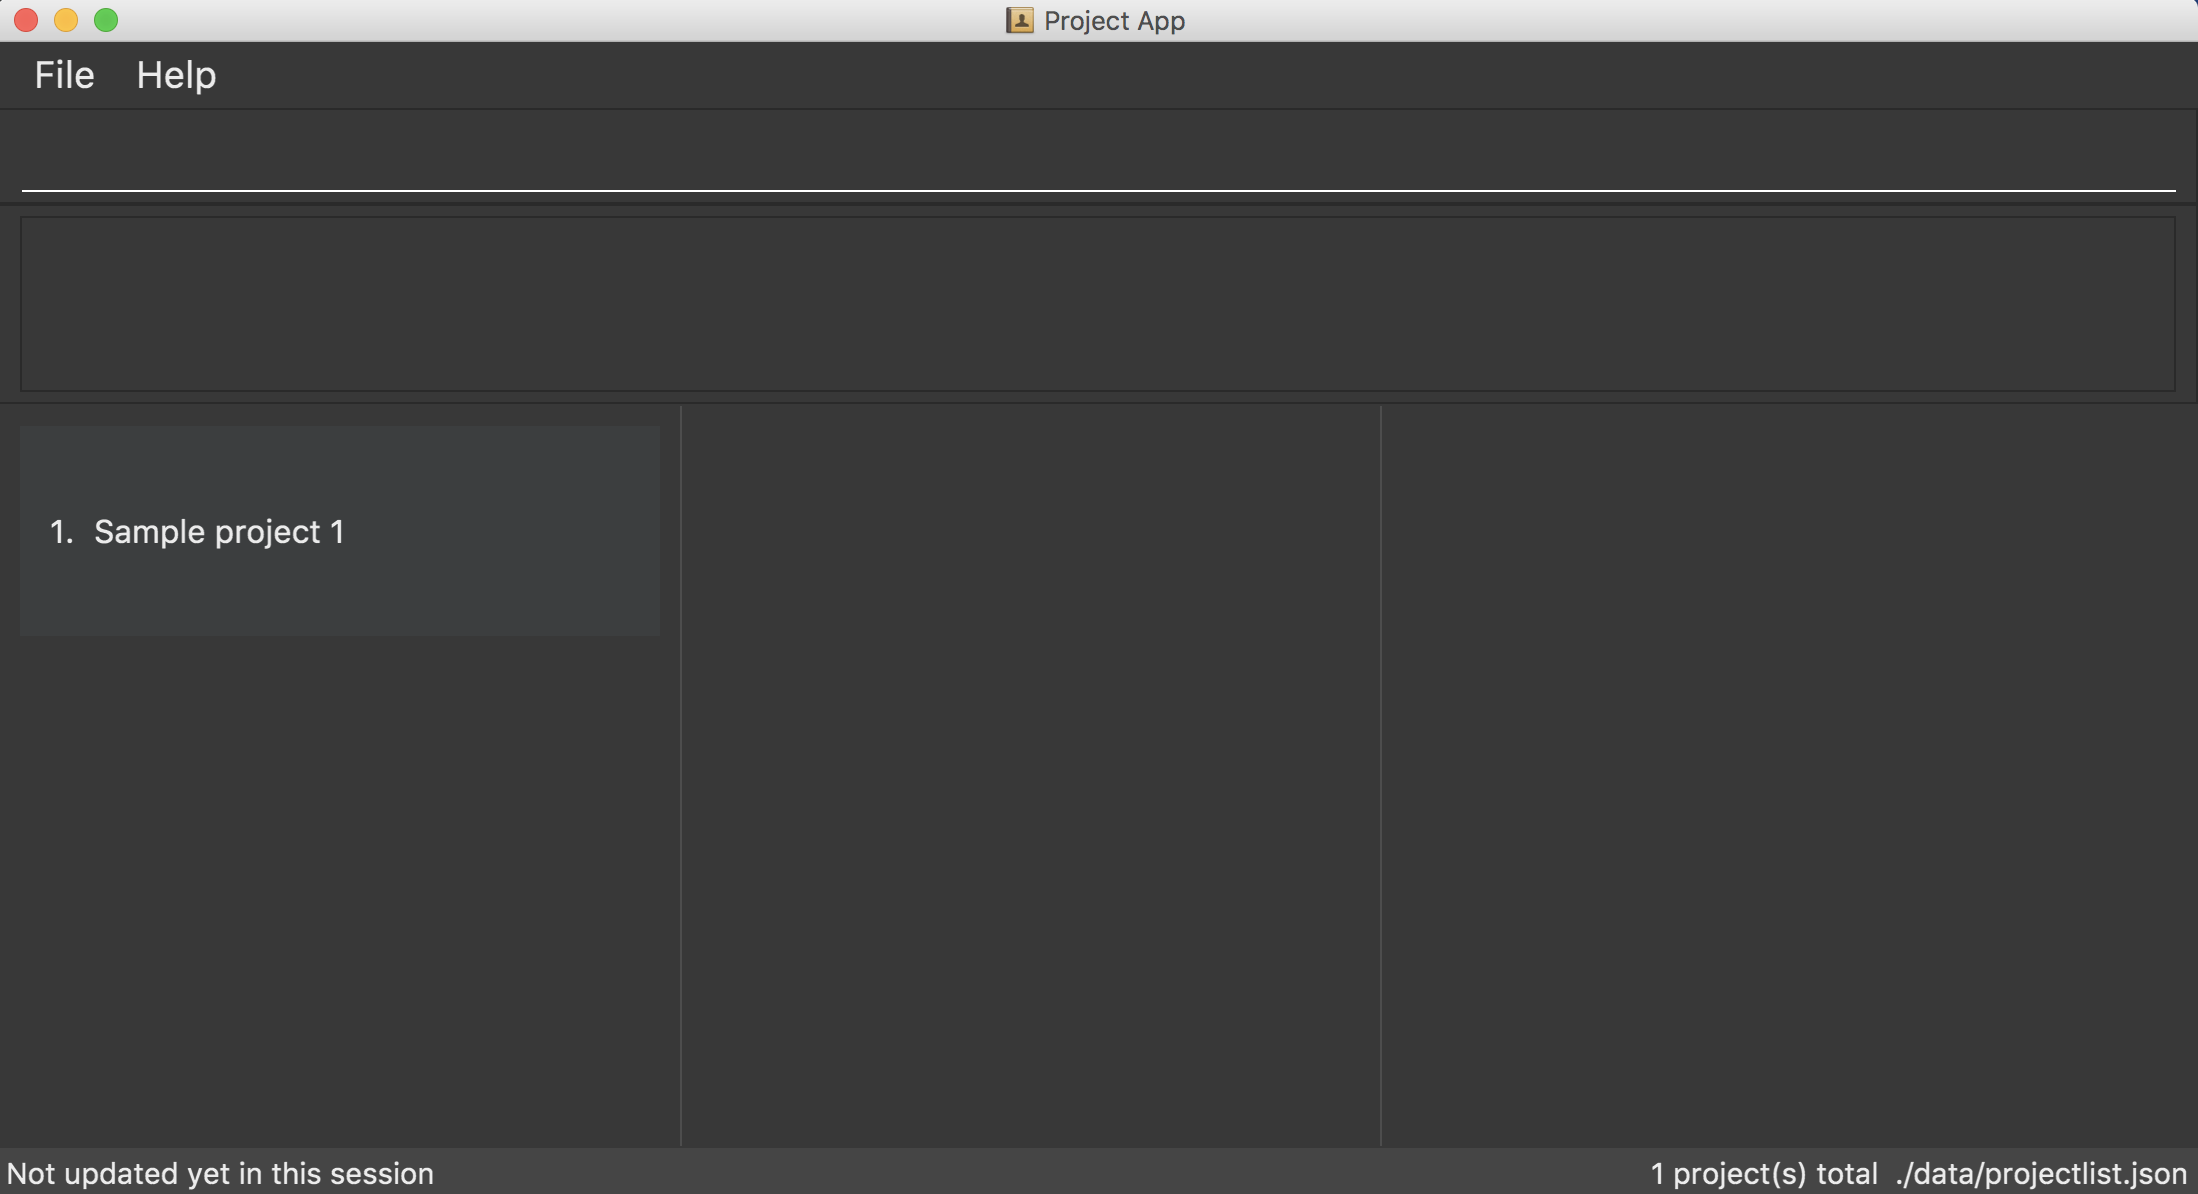 Project App
File Help
1. Sample project 1
Not updated yet in this session
1 project(s) total ./data/projectlist.json